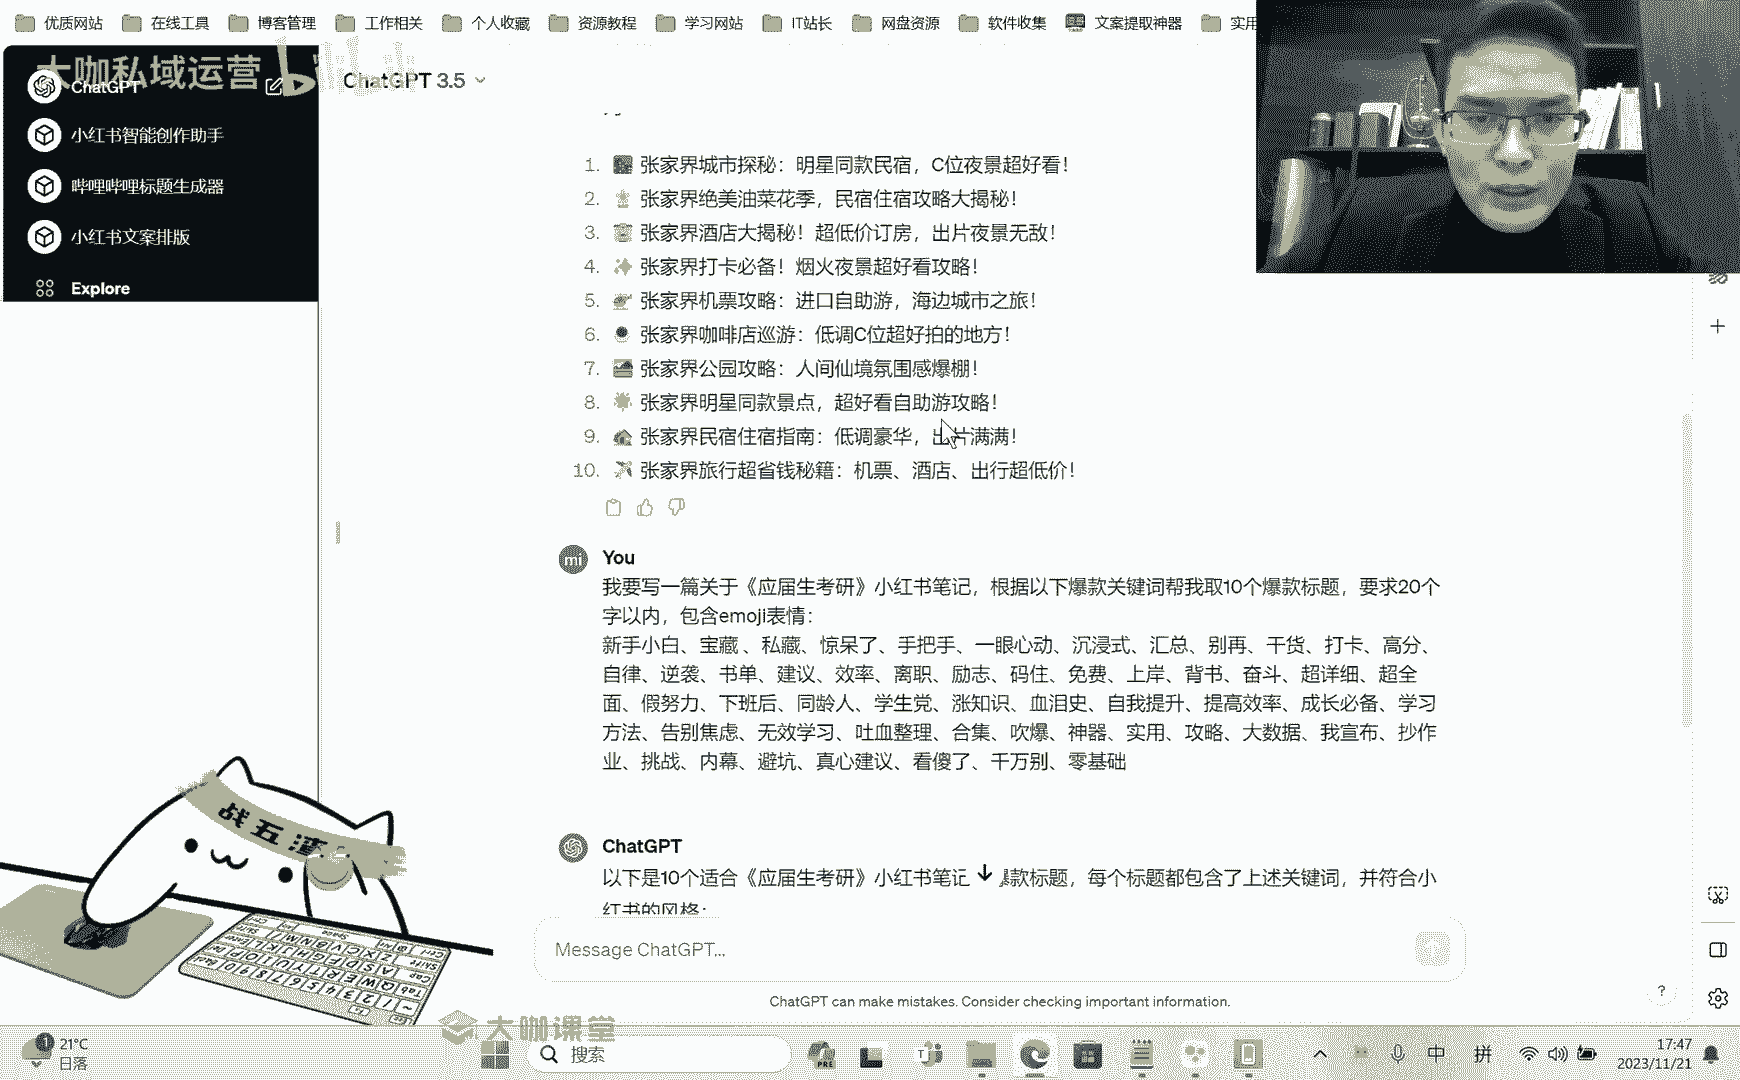 优质网站 在线工具 博客管理 工作相关 个人收藏 资源教程 学习网站 IT站长 网盘资源 软件收集 文案提取神器 实用
大咖私域运营
ChatGPT
ChatGPT 3.5
小红书智能创作助手
哔哩哔哩标题生成器
小红书文案排版
Explore
1. 张家界城市探秘：明星同款民宿，C位夜景超好看！
2. 张家界绝美油菜花季，民宿住宿攻略大揭秘！
3. 张家界酒店大揭秘！超低价订房，出片夜景无敌！
4. 张家界打卡必备！烟火夜景超好看攻略！
5. 张家界机票攻略：进口自助游，海边城市之旅！
6. 张家界咖啡店巡游：低调C位超好拍的地方！
7. 张家界公园攻略：人间仙境氛围感爆棚！
8. 张家界明星同款景点，超好看自助游攻略！
9. 张家界民宿住宿指南：低调豪华，出片满满！
10. 张家界旅行超省钱秘籍：机票、酒店、出行超低价！
mi You
我要写一篇关于《应届生考研》小红书笔记，根据以下爆款关键词帮我取10个爆款标题，要求20个
字以内，包含emoji表情：
新手小白、宝藏 、私藏、惊呆了、手把手、一眼心动、沉浸式、汇总、别再、干货、打卡、高分、
自律、逆袭、书单、建议、效率、离职、励志、码住、免费、上岸、背书、奋斗、超详细、超全
面、假努力、下班后、同龄人、学生党、涨知识、血泪史、自我提升、提高效率、成长必备、学习
方法、告别焦虑、无效学习、吐血整理、合集、吹爆、神器、实用、攻略、大数据、我宣布、抄作
业、挑战、内幕、避坑、真心建议、看傻了、千万别、零基础
ChatGPT
以下是10个适合《应届生考研》小红书笔记 款标题，每个标题都包含了上述关键词，并符合小
红书的风格：
Message ChatGPT...
ChatGPT can make mistakes. Consider checking important information.
?
战五渣
大咖课堂
1 21°C
日落
搜索
PRE
中 拼
17:47
2023/11/21